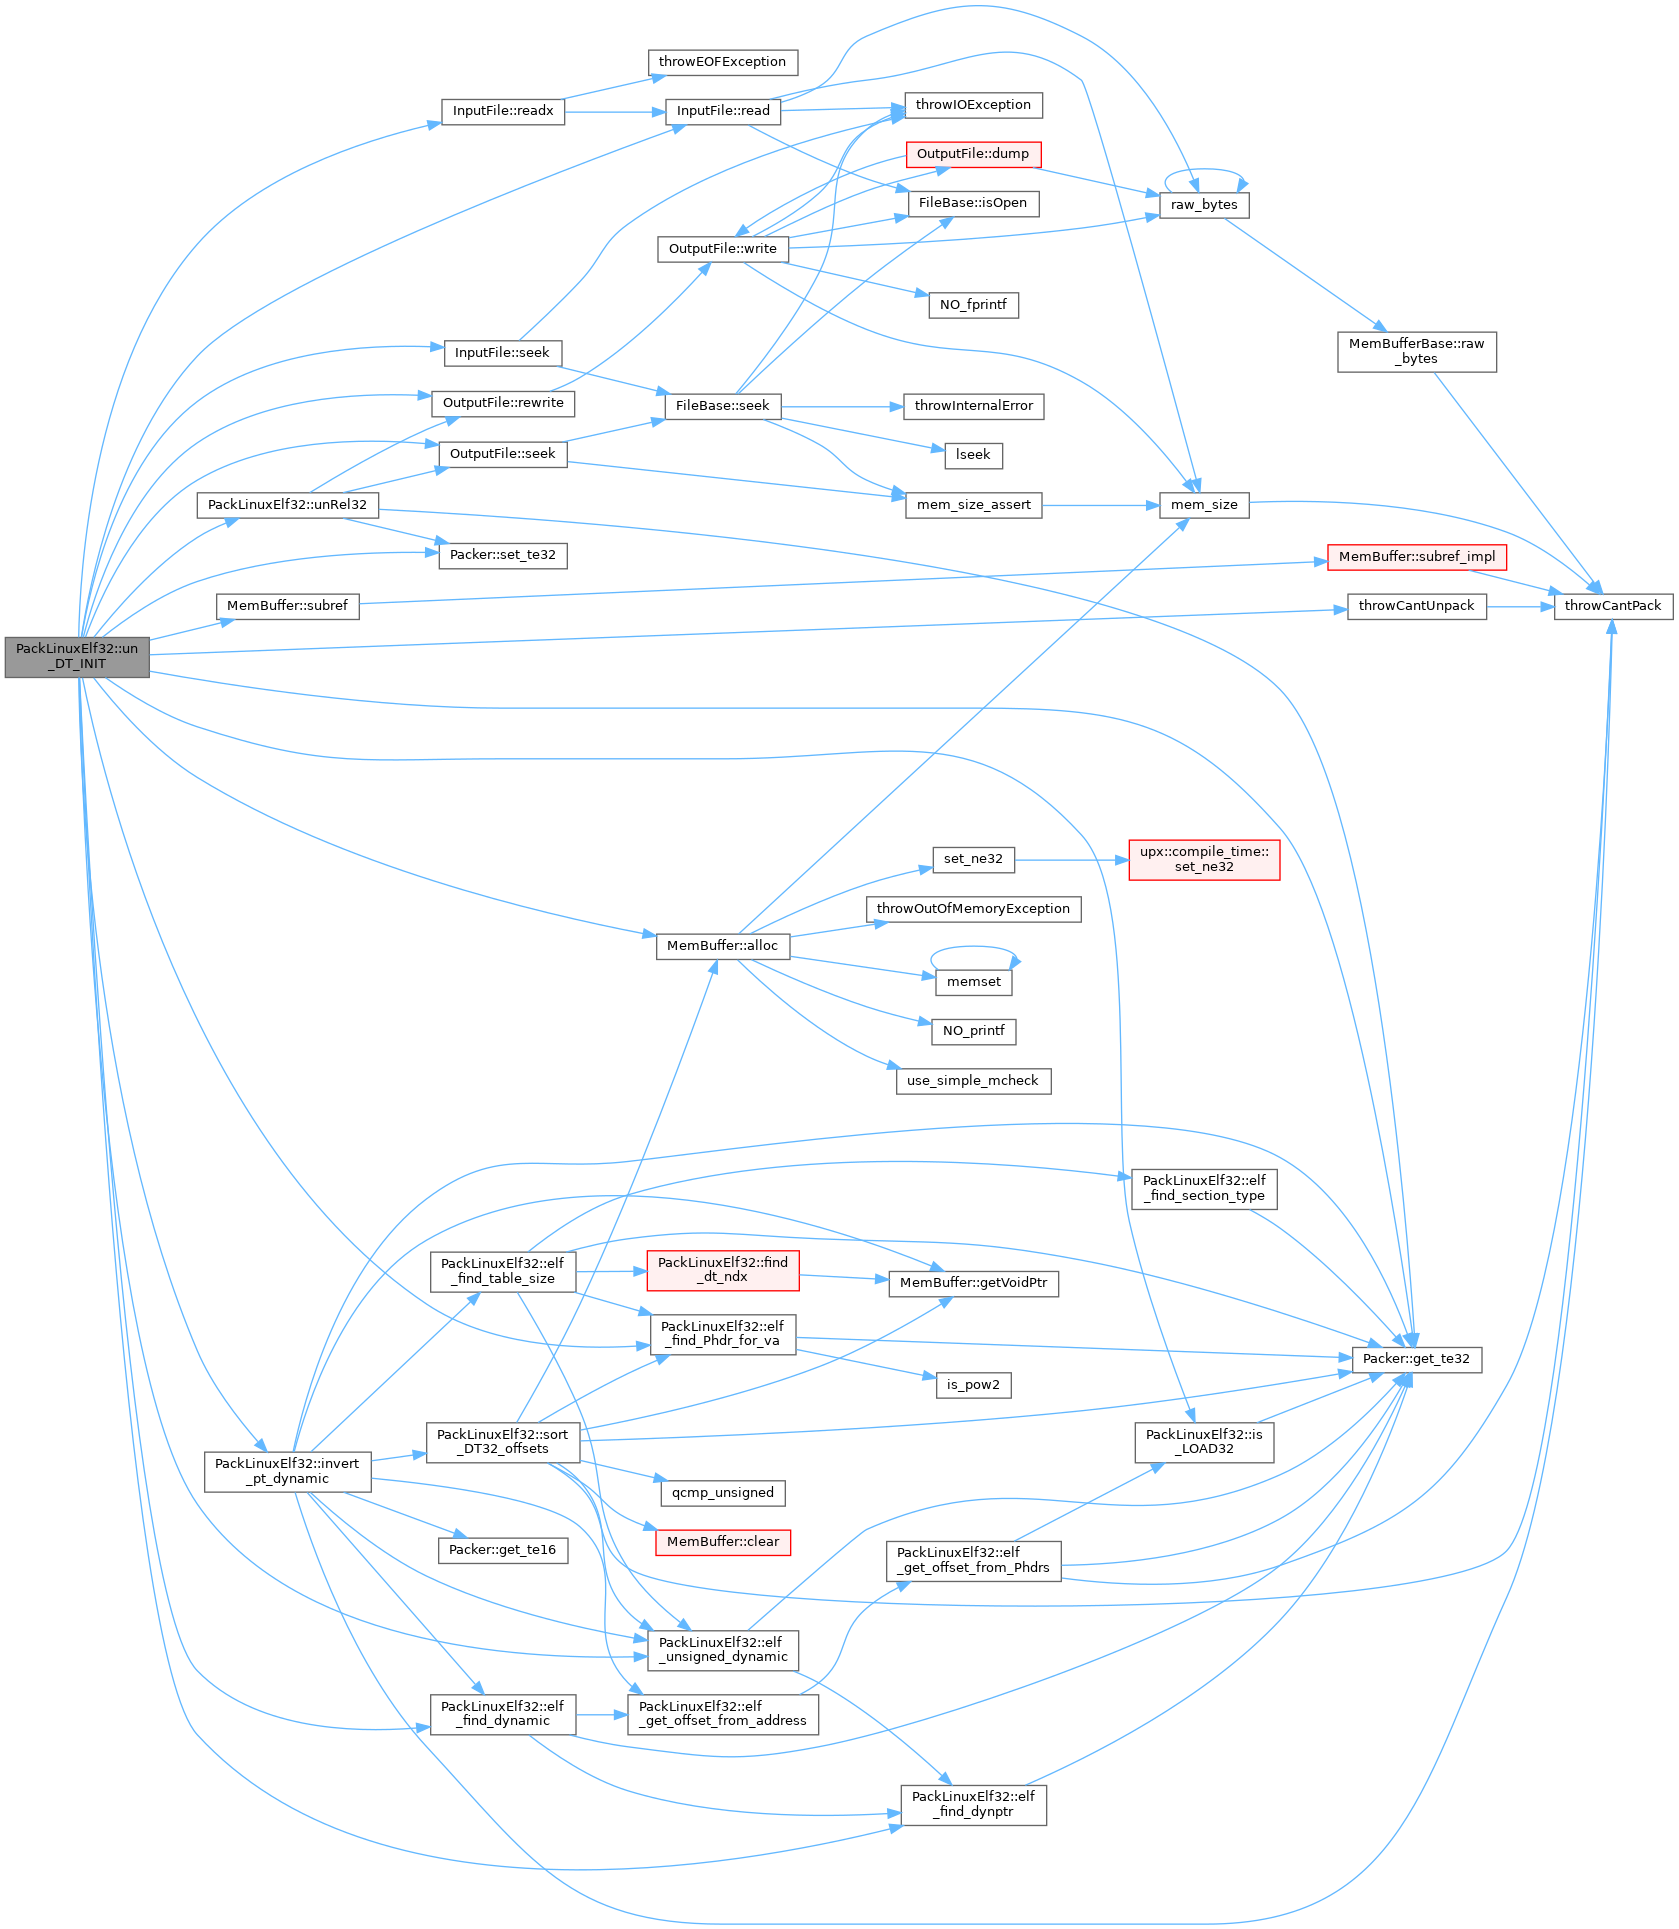 throwEOFException
InputFile::readx
InputFile::read
throwIOException
OutputFile::dump
FileBase::isOpen
raw_bytes
OutputFile::write
NO_fprintf
MemBufferBase::raw
_bytes
InputFile::seek
OutputFile::rewrite
FileBase::seek
throwInternalError
OutputFile::seek
lseek
PackLinuxElf32::unRel32
mem_size_assert
mem_size
Packer::set_te32
MemBuffer::subref_impl
MemBuffer::subref
throwCantUnpack
throwCantPack
PackLinuxElf32::un
_DT_INIT
set_ne32
upx::compile_time::
set_ne32
throwOutOfMemoryException
MemBuffer::alloc
memset
NO_printf
use_simple_mcheck
PackLinuxElf32::elf
_find_section_type
PackLinuxElf32::elf
_find_table_size
PackLinuxElf32::find
_dt_ndx
MemBuffer::getVoidPtr
PackLinuxElf32::elf
_find_Phdr_for_va
Packer::get_te32
is_pow2
PackLinuxElf32::sort
_DT32_offsets
PackLinuxElf32::is
_LOAD32
PackLinuxElf32::invert
_pt_dynamic
qcmp_unsigned
MemBuffer::clear
Packer::get_te16
PackLinuxElf32::elf
_get_offset_from_Phdrs
PackLinuxElf32::elf
_unsigned_dynamic
PackLinuxElf32::elf
_find_dynamic
PackLinuxElf32::elf
_get_offset_from_address
PackLinuxElf32::elf
_find_dynptr